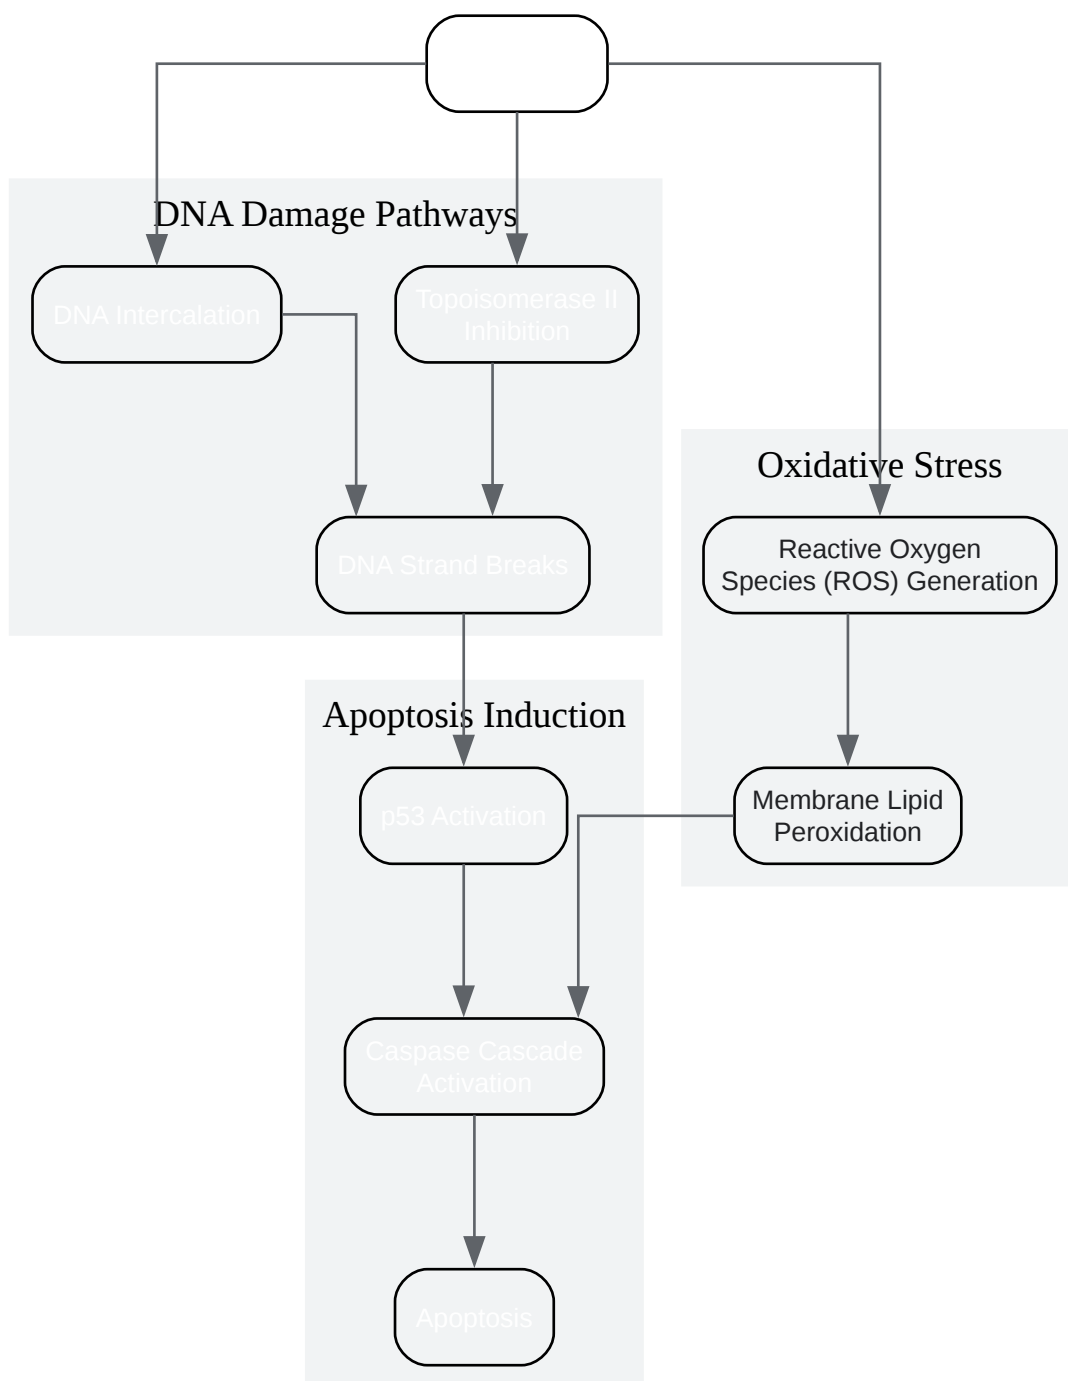 DNA Damage Pathways
DNA Intercalation
Topoisomerase II
Inhibition
Oxidative Stress
DNA Strand Breaks
Reactive Oxygen
Species (ROS) Generation
Apoptosis Induction
p53 Activation
Membrane Lipid
Peroxidation
Caspase Cascade
Activation
Apoptosis